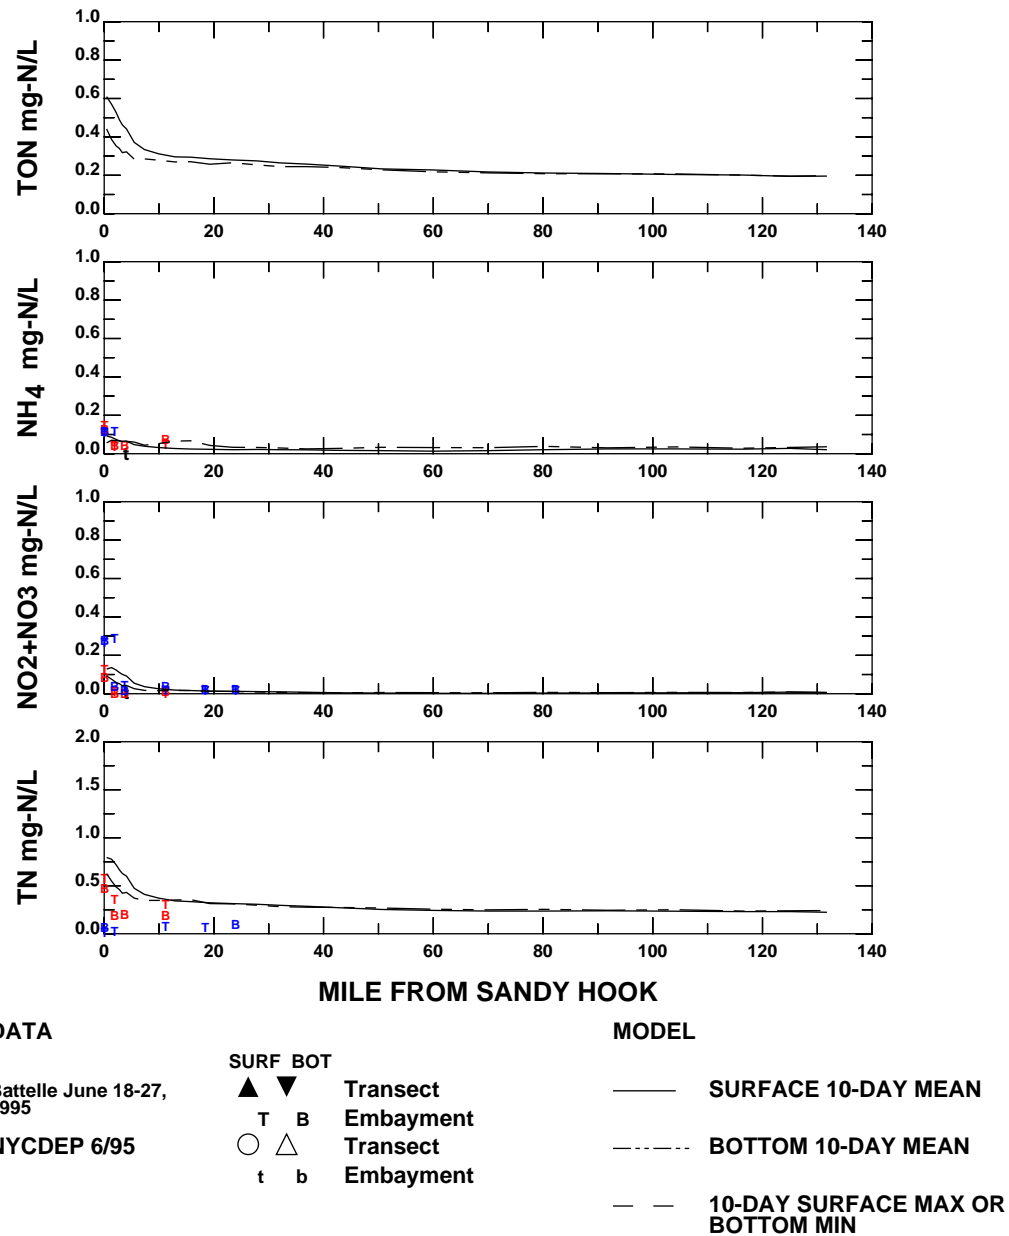 TON mg-N/L
1.0
0.8
0.6
0.4
0.2
0.0
0 20 40 60 80 100 120 140
NH4 mg-N/L
1.0
0.8
0.6
0.4
0.2
0.0
T B B T T B B t B T
0 20 40 60 80 100 120 140
NO2+NO3 mg-N/L
1.0
0.8
0.6
0.4
0.2
0.0
0 20 40 60 80 100 120 140
TN mg-N/L
2.0
1.5
1.0
0.5
0.0
T B B T T B B T B T T B
0 20 40 60 80 100 120 140
MILE FROM SANDY HOOK
DATA
SURF BOT
Battelle June 18-27,
1995
Transect
T B Embayment
NYCDEP 6/95
Transect
t b Embayment
MODEL
SURFACE 10-DAY MEAN
BOTTOM 10-DAY MEAN
10-DAY SURFACE MAX OR
BOTTOM MIN